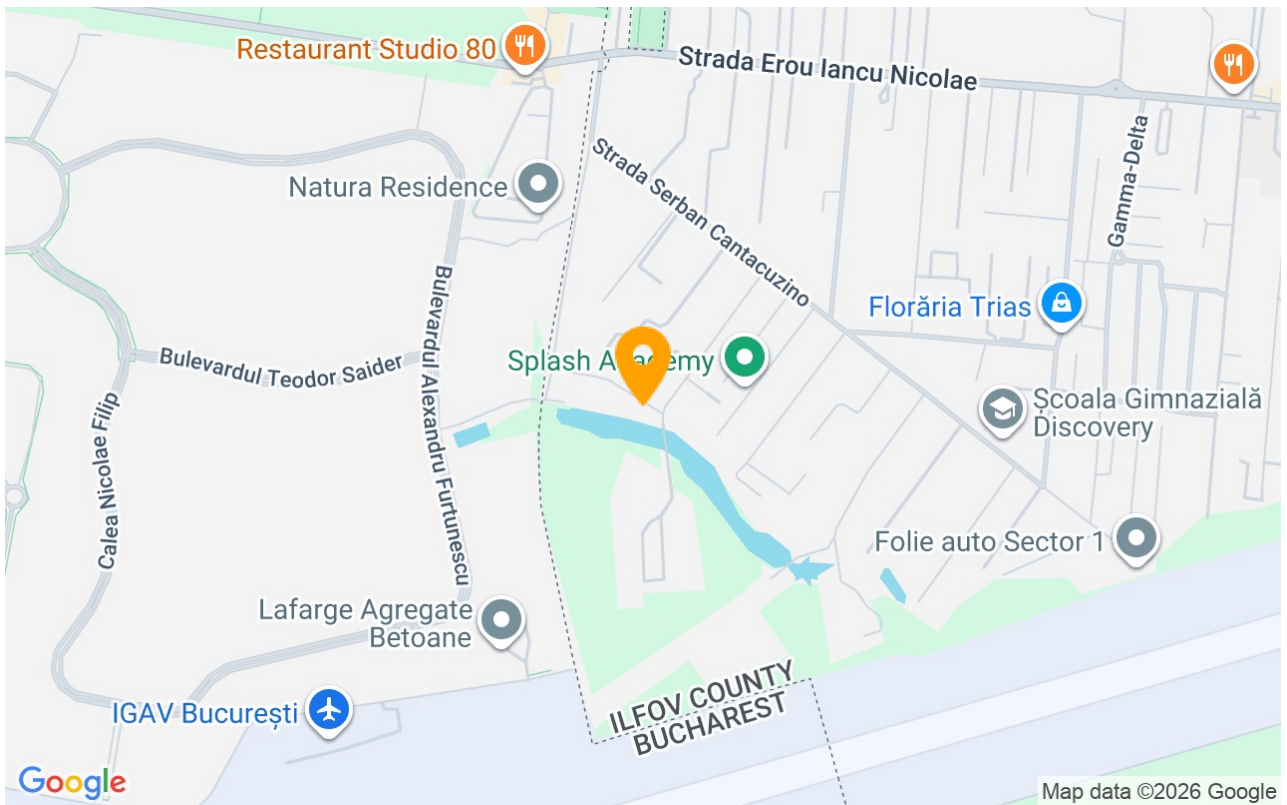 Restaurant Studio 80
Strada Erou Iancu Nicolae
Strada Serban Cantacuzino
Gamma-Delta
Natura Residence
Florăria Trias
Bulevardul Teodor Saider
Bulevardul Alexandru Furtunescu
Splash Academy
Calea Nicolae Filip
Școala Gimnazială
Discovery
Folie auto Sector 1
Lafarge Agregate
Betoane
IGAV București
ILFOV COUNTY
BUCHAREST
Google
Map data ©2026 Google